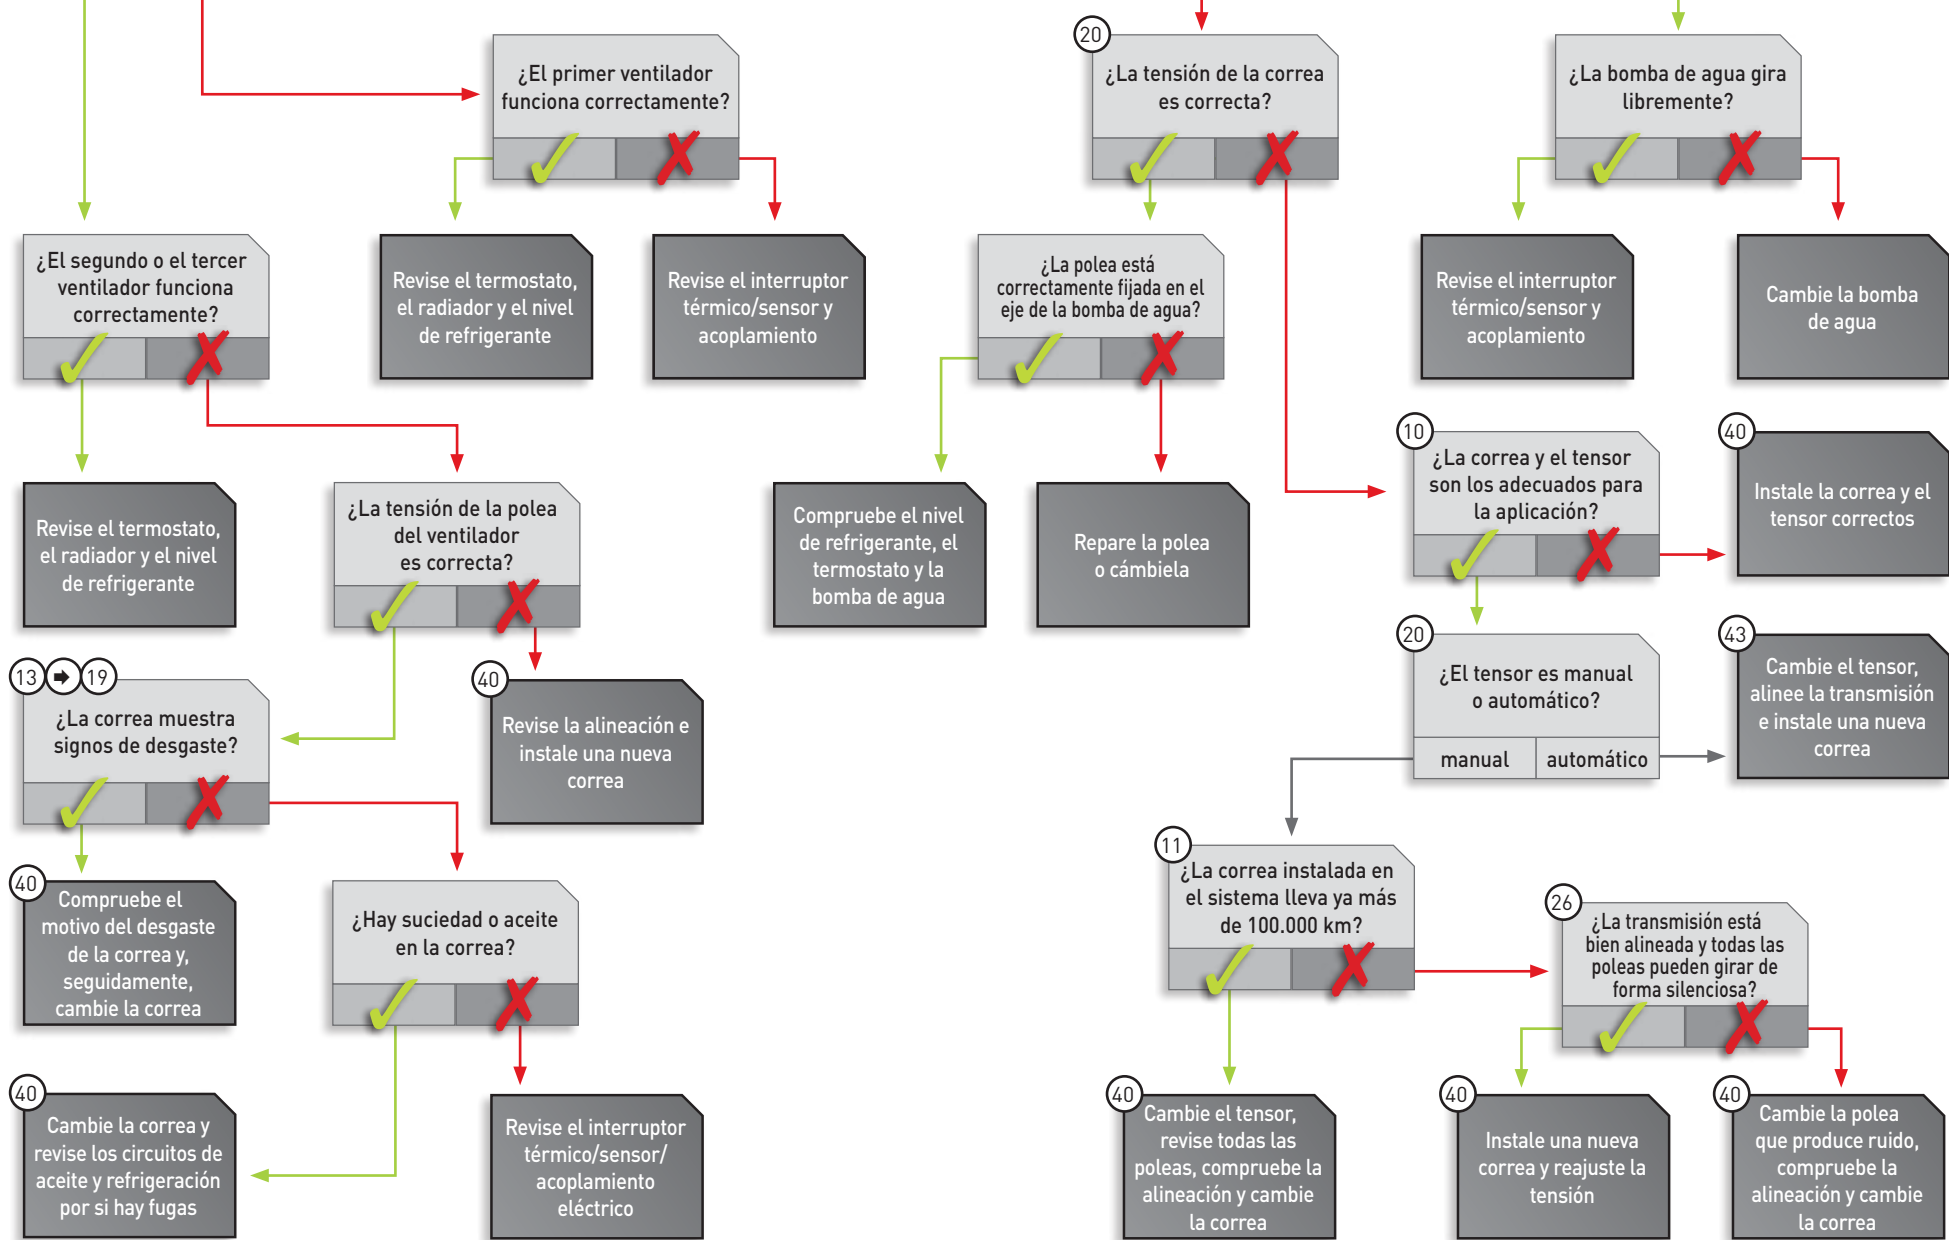 ¿El primer ventilador
funciona correctamente?
20
¿La tensión de la correa
es correcta?
¿La bomba de agua gira
libremente?
¿El segundo o el tercer
ventilador funciona
correctamente?
Revise el termostato,
el radiador y el nivel
de refrigerante
Revise el interruptor
térmico/sensor y
acoplamiento
¿La polea está
correctamente fijada en el
eje de la bomba de agua?
Revise el interruptor
térmico/sensor y
acoplamiento
Cambie la bomba
de agua
Revise el termostato,
el radiador y el nivel
de refrigerante
¿La tensión de la polea
del ventilador
es correcta?
Compruebe el nivel
de refrigerante, el
termostato y la
bomba de agua
Repare la polea
o cámbiela
10
¿La correa y el tensor
son los adecuados para
la aplicación?
40
Instale la correa y el
tensor correctos
13 ➡ 19
¿La correa muestra
signos de desgaste?
40
Revise la alineación e
instale una nueva
correa
20
¿El tensor es manual
o automático?
manual
automático
43
Cambie el tensor,
alinee la transmisión
e instale una nueva
correa
40
Compruebe el
motivo del desgaste
de la correa y,
seguidamente,
cambie la correa
¿Hay suciedad o aceite
en la correa?
11
¿La correa instalada en
el sistema lleva ya más
de 100.000 km?
26
¿La transmisión está
bien alineada y todas las
poleas pueden girar de
forma silenciosa?
40
Cambie la correa y
revise los circuitos de
aceite y refrigeración
por si hay fugas
Revise el interruptor
térmico/sensor/
acoplamiento
eléctrico
40
Cambie el tensor,
revise todas las
poleas, compruebe la
alineación y cambie
la correa
40
Instale una nueva
correa y reajuste la
tensión
40
Cambie la polea
que produce ruido,
compruebe la
alineación y cambie
la correa